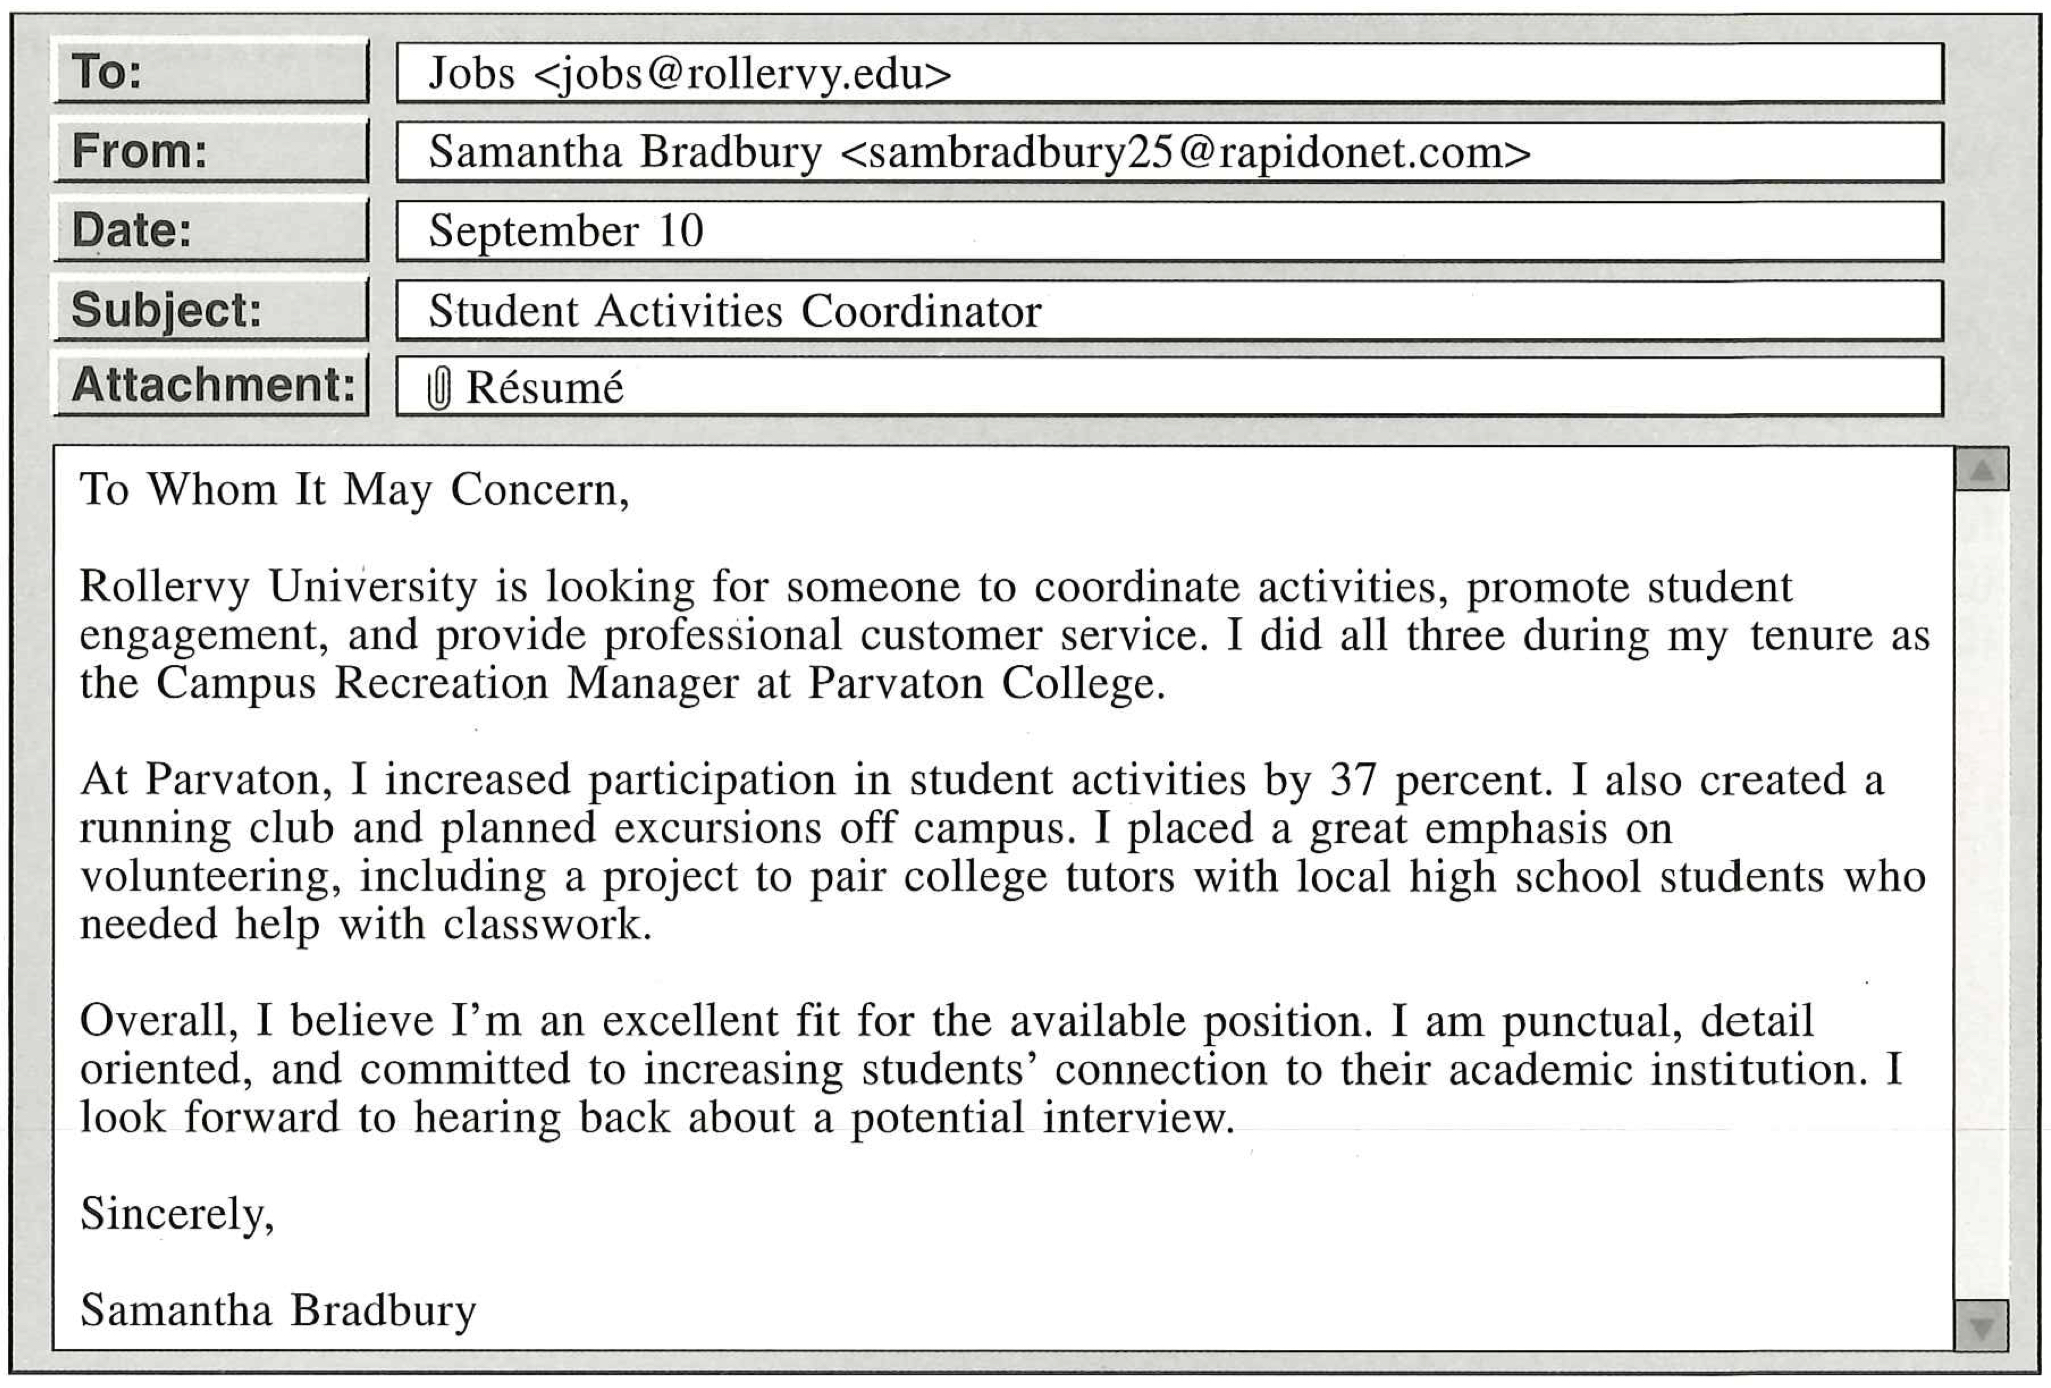 To:
Jobs <jobs@rollervy.edu>
From:
Samantha Bradbury <sambradbury25@rapidonet.com>
Date:
September 10
Subject:
Student Activities Coordinator
Attachment:
Résumé
To Whom It May Concern,
Rollervy University is looking for someone to coordinate activities, promote student
engagement, and provide professional customer service. I did all three during my tenure as
the Campus Recreation Manager at Parvaton College.
At Parvaton, I increased participation in student activities by 37 percent. I also created a
running club and planned excursions off campus. I placed a great emphasis on
volunteering, including a project to pair college tutors with local high school students who
needed help with classwork.
Overall, I believe I’m an excellent fit for the available position. I am punctual, detail
oriented, and committed to increasing students’ connection to their academic institution. I
look forward to hearing back about a potential interview.
Sincerely,
Samantha Bradbury